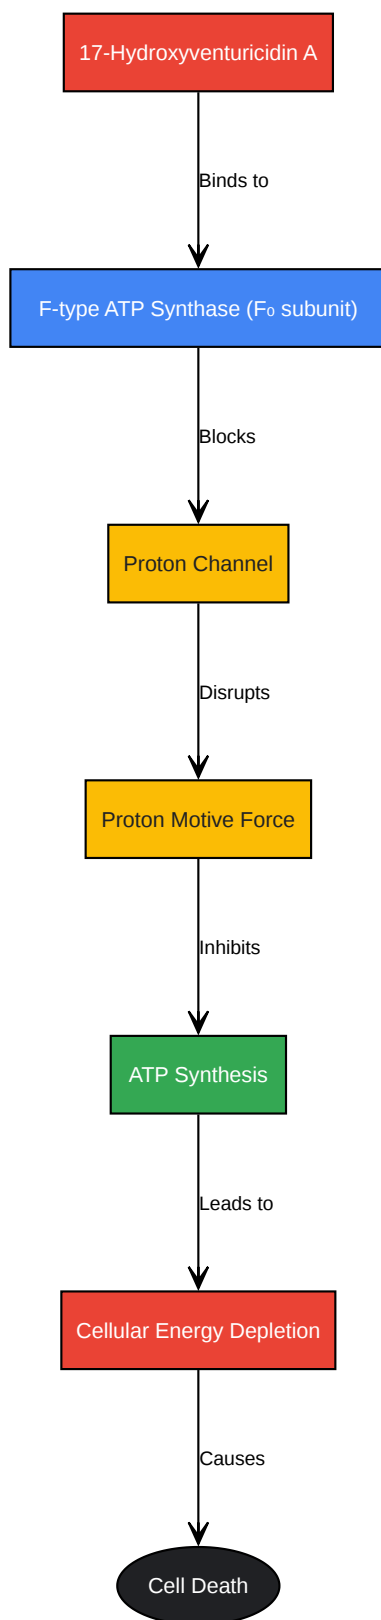 17-Hydroxyventuricidin A
Binds to
F-type ATP Synthase (F₀ subunit)
Blocks
Proton Channel
Disrupts
Proton Motive Force
Inhibits
ATP Synthesis
Leads to
Cellular Energy Depletion
Causes
Cell Death